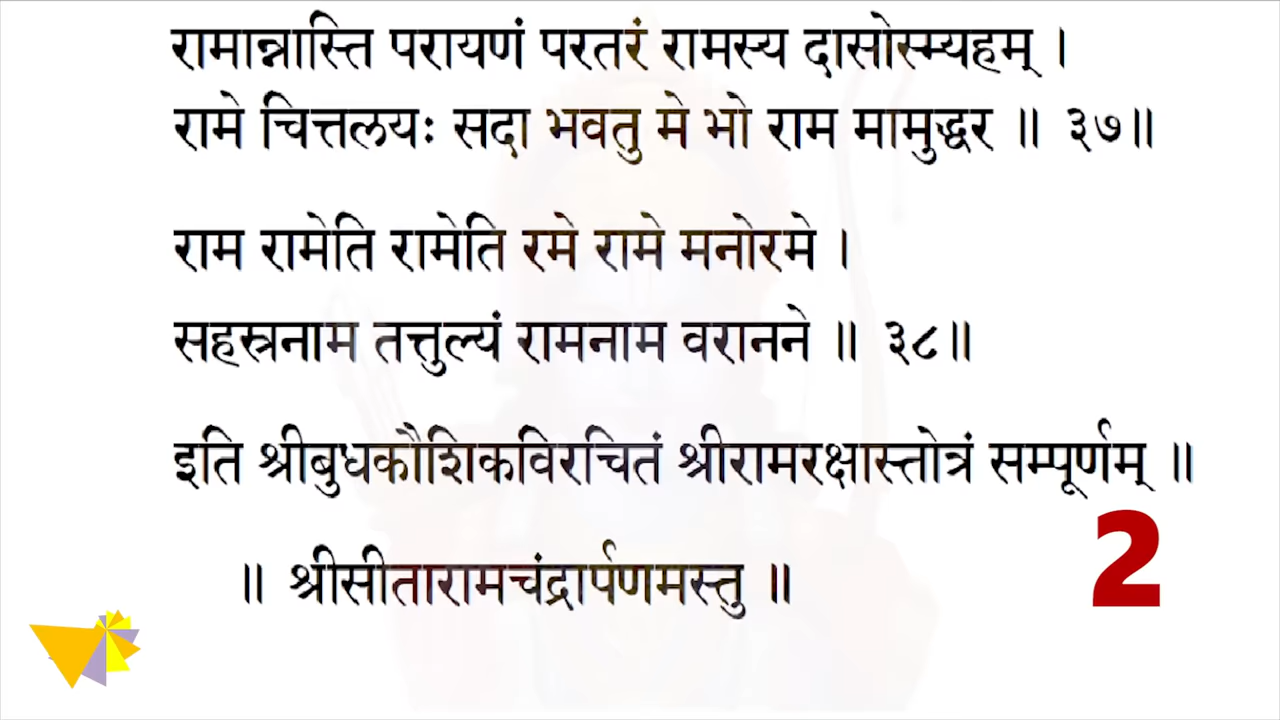 रामान्नास्ति परायणं परतरं रामस्य दासोस्म्यहम् ।
रामे चित्तलयः सदा भवतु मे भो राम मामुद्धर ॥ ३७॥
राम रामेति रामेति रमे रामे मनोरमे ।
सहस्रनाम तत्तुल्यं रामनाम वरानने ॥ ३८॥
इति श्रीबुधकौशिकविरचितं श्रीरामरक्षास्तोत्रं सम्पूर्णम् ॥
॥ श्रीसीतारामचंद्रार्पणमस्तु ॥
2